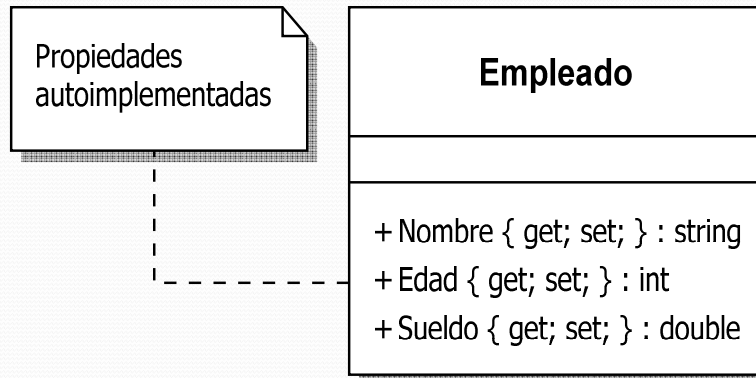 Propiedades
autoimplementadas
Empleado
+ Nombre { get; set; } : string
+ Edad { get; set; } : int
+ Sueldo { get; set; } : double